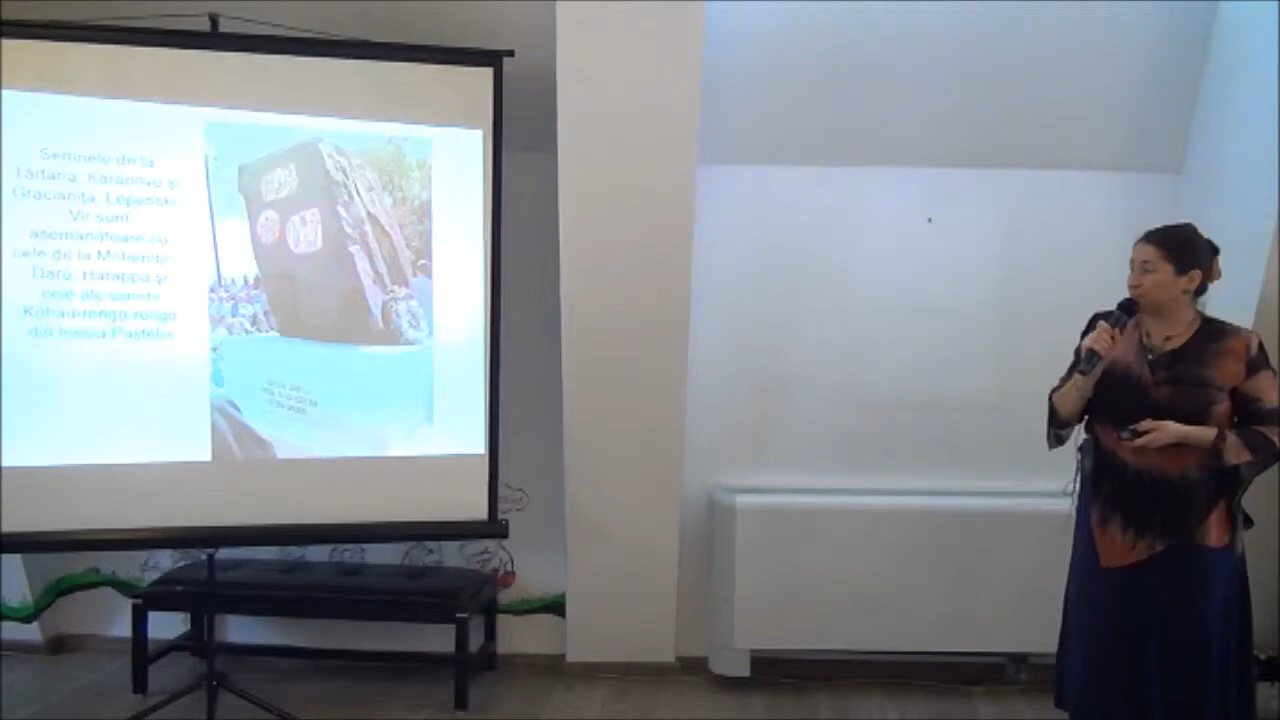 Semnele de la
Tărtăria, Karanovo și
Gracianița, Lepenski
Vir sunt
asemănătoare cu
cele de la Mohenjo-
Daro, Harappa și
cele ale scrierii
Kohau-rongo-rongo
din Insula Paștelui